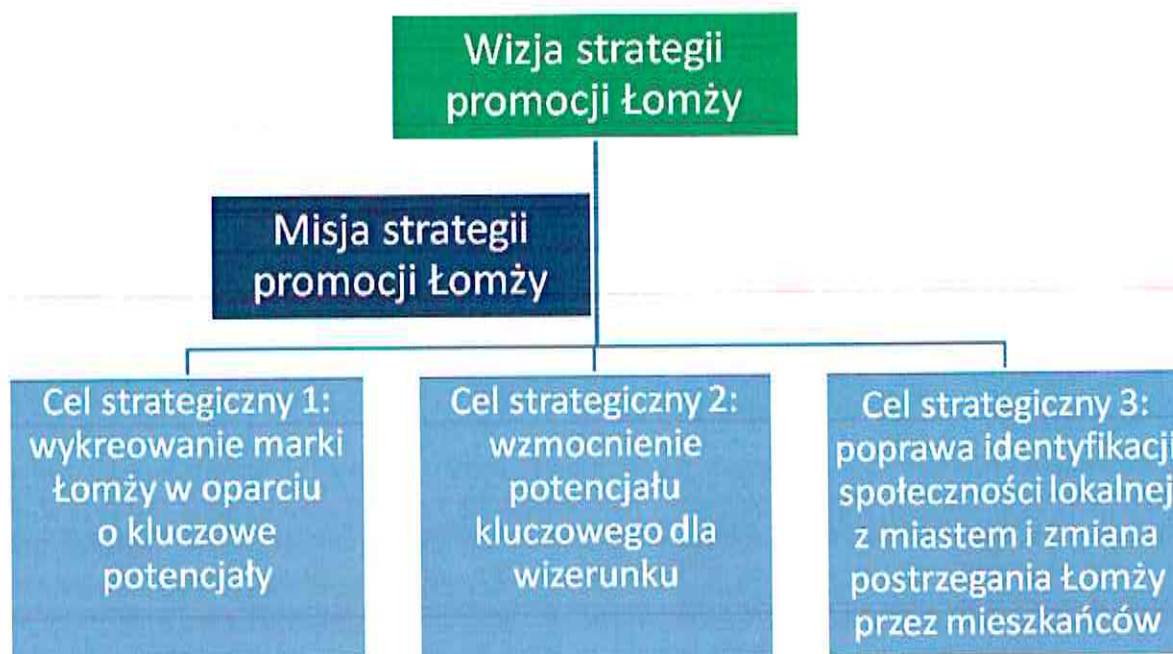 Wizja strategii
promocji Łomży
Misja strategii
promocji Łomży
Cel strategiczny 1:
wykreowanie marki
Łomży w oparciu
o kluczowe
potencjały
Cel strategiczny 2:
wzmocnienie
potencjału
kluczowego dla
wizerunku
Cel strategiczny 3:
poprawa identyfikacji
społeczności lokalnej
z miastem i zmiana
postrzegania Łomży
przez mieszkańców